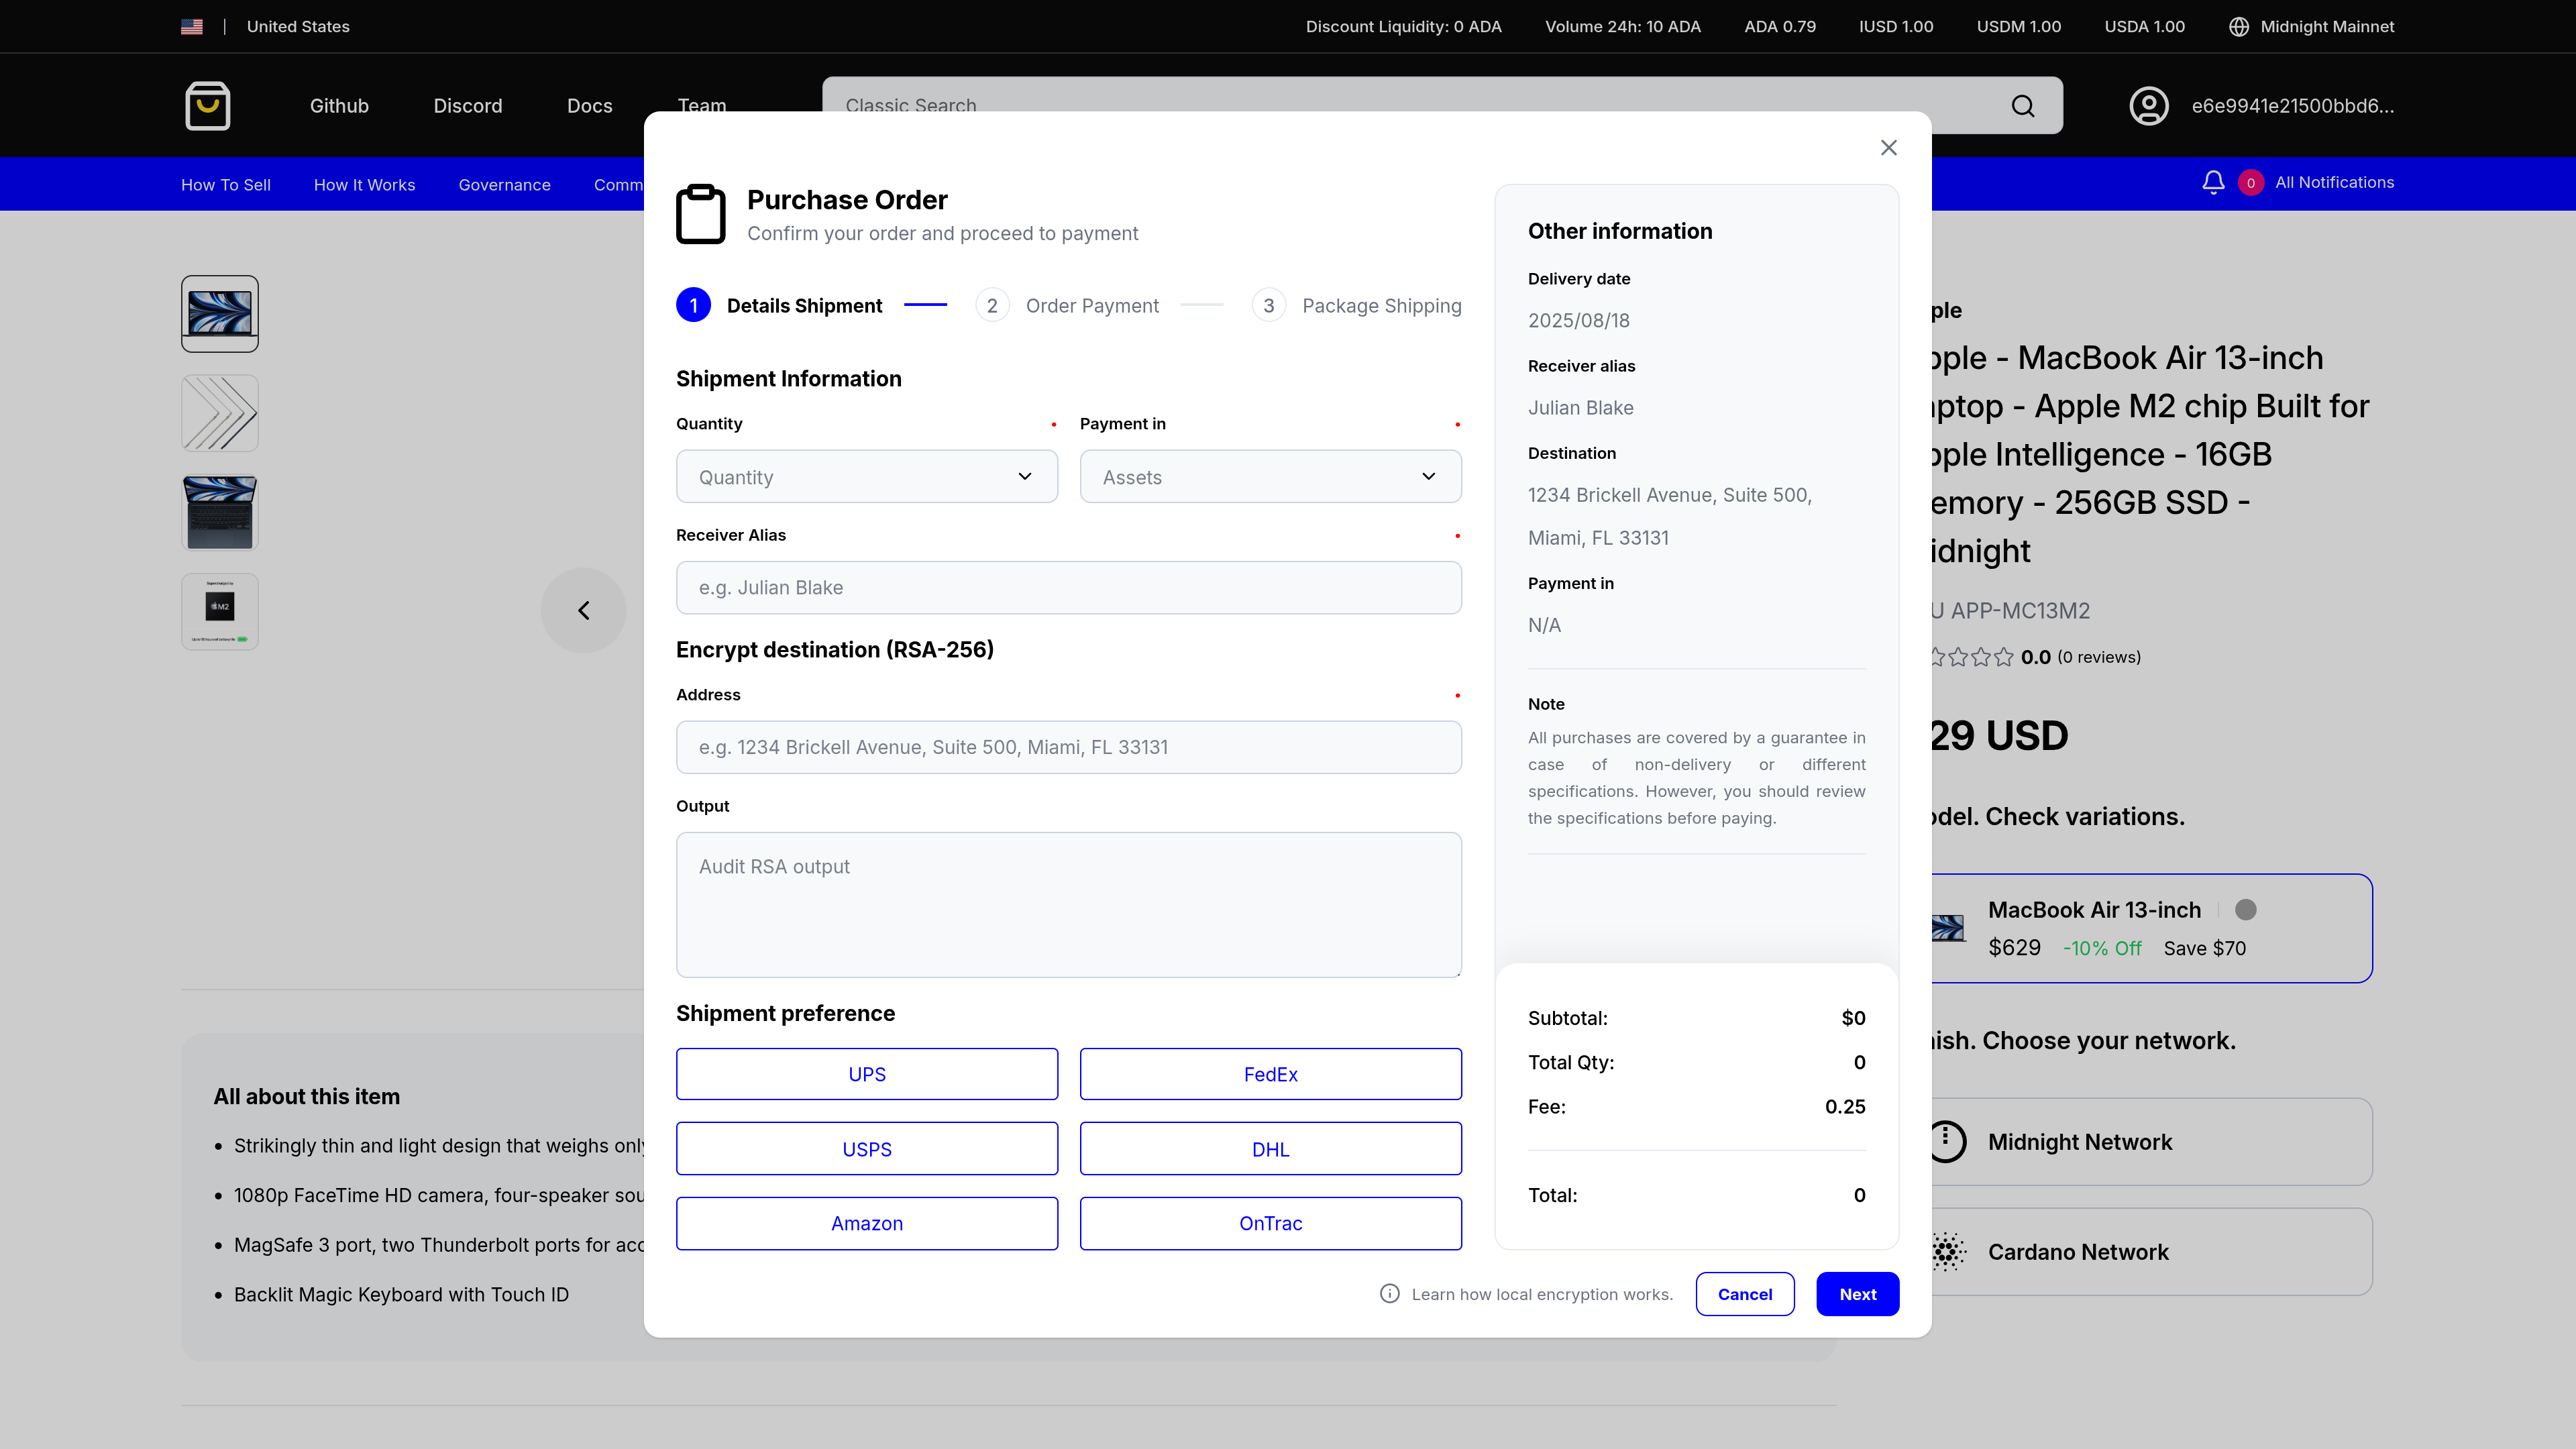 United States
Discount Liquidity: 0 ADA
Volume 24h: 10 ADA
ADA 0.79
IUSD 1.00
USDM 1.00
USDA 1.00
Midnight Mainnet
Github
Discord
Docs
Team
Classic Search
e6e9941e21500bbd6...
How To Sell
How It Works
Governance
Comm
0
All Notifications
Purchase Order
Confirm your order and proceed to payment
1
Details Shipment
2
Order Payment
3
Package Shipping
Shipment Information
Quantity
Payment in
Quantity
Assets
Receiver Alias
e.g. Julian Blake
Encrypt destination (RSA-256)
Address
e.g. 1234 Brickell Avenue, Suite 500, Miami, FL 33131
Output
Audit RSA output
Shipment preference
UPS
FedEx
USPS
DHL
Amazon
OnTrac
Other information
Delivery date
2025/08/18
Receiver alias
Julian Blake
Destination
1234 Brickell Avenue, Suite 500,
Miami, FL 33131
Payment in
N/A
Note
All purchases are covered by a guarantee in
case of non-delivery or different
specifications. However, you should review
the specifications before paying.
Subtotal:
$0
Total Qty:
0
Fee:
0.25
Total:
0
Learn how local encryption works.
Cancel
Next
ple
pple - MacBook Air 13-inch
aptop - Apple M2 chip Built for
pple Intelligence - 16GB
emory - 256GB SSD -
idnight
U APP-MC13M2
0.0 (0 reviews)
29 USD
odel. Check variations.
MacBook Air 13-inch
$629
-10% Off
Save $70
nish. Choose your network.
Midnight Network
Cardano Network
M2
All about this item
• Strikingly thin and light design that weighs only
• 1080p FaceTime HD camera, four-speaker sou
• MagSafe 3 port, two Thunderbolt ports for acc
• Backlit Magic Keyboard with Touch ID